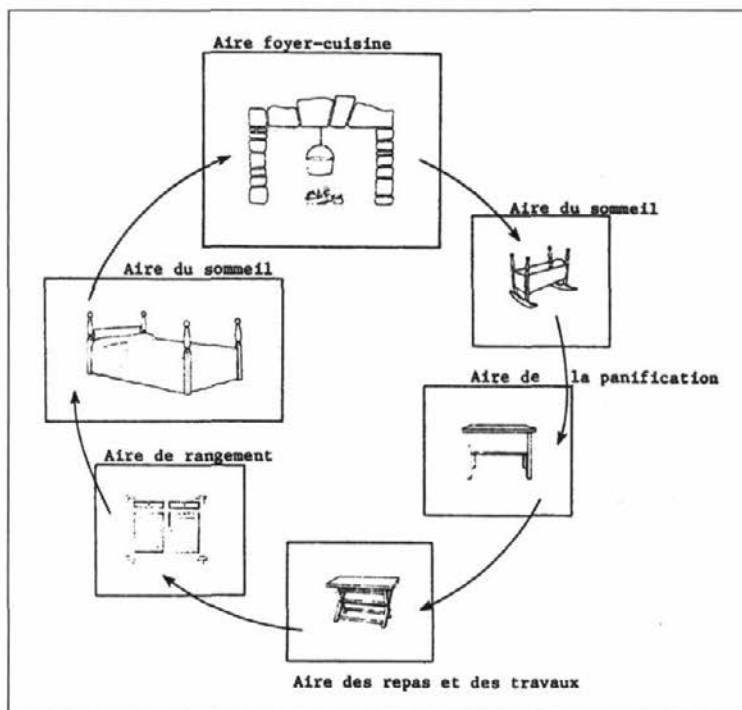 Aire foyer-cuisine
Aire du sommeil
Aire de la panification
Aire des repas et des travaux
Aire de rangement
Aire du sommeil